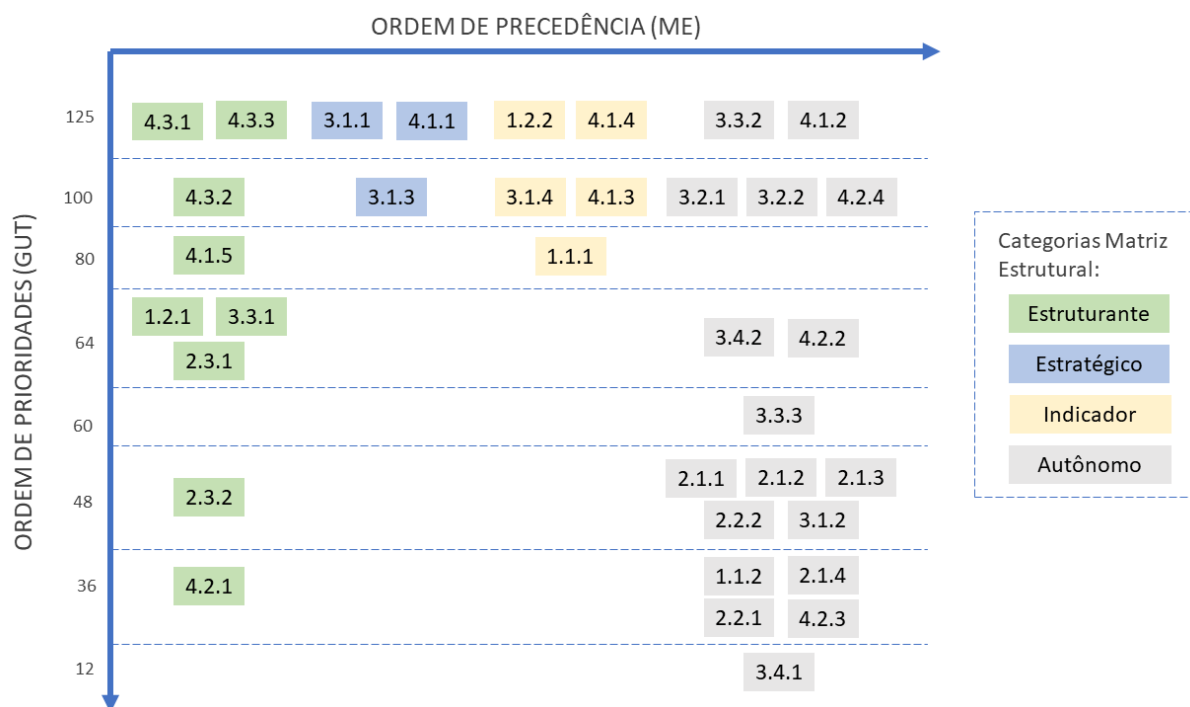 ORDEM DE PRECEDÊNCIA (ME)
ORDEM DE PRIORIDADES (GUT)
125
4.3.1 4.3.3 3.1.1 4.1.1 1.2.2 4.1.4 3.3.2 4.1.2
100
4.3.2 3.1.3 3.1.4 4.1.3 3.2.1 3.2.2 4.2.4
80
4.1.5 1.1.1
64
1.2.1 3.3.1
2.3.1
3.4.2 4.2.2
60
3.3.3
48
2.3.2
2.1.1 2.1.2 2.1.3
2.2.2 3.1.2
36
4.2.1
1.1.2 2.1.4
2.2.1 4.2.3
12
3.4.1
Categorias Matriz
Estrutural:
Estruturante
Estratégico
Indicador
Autônomo